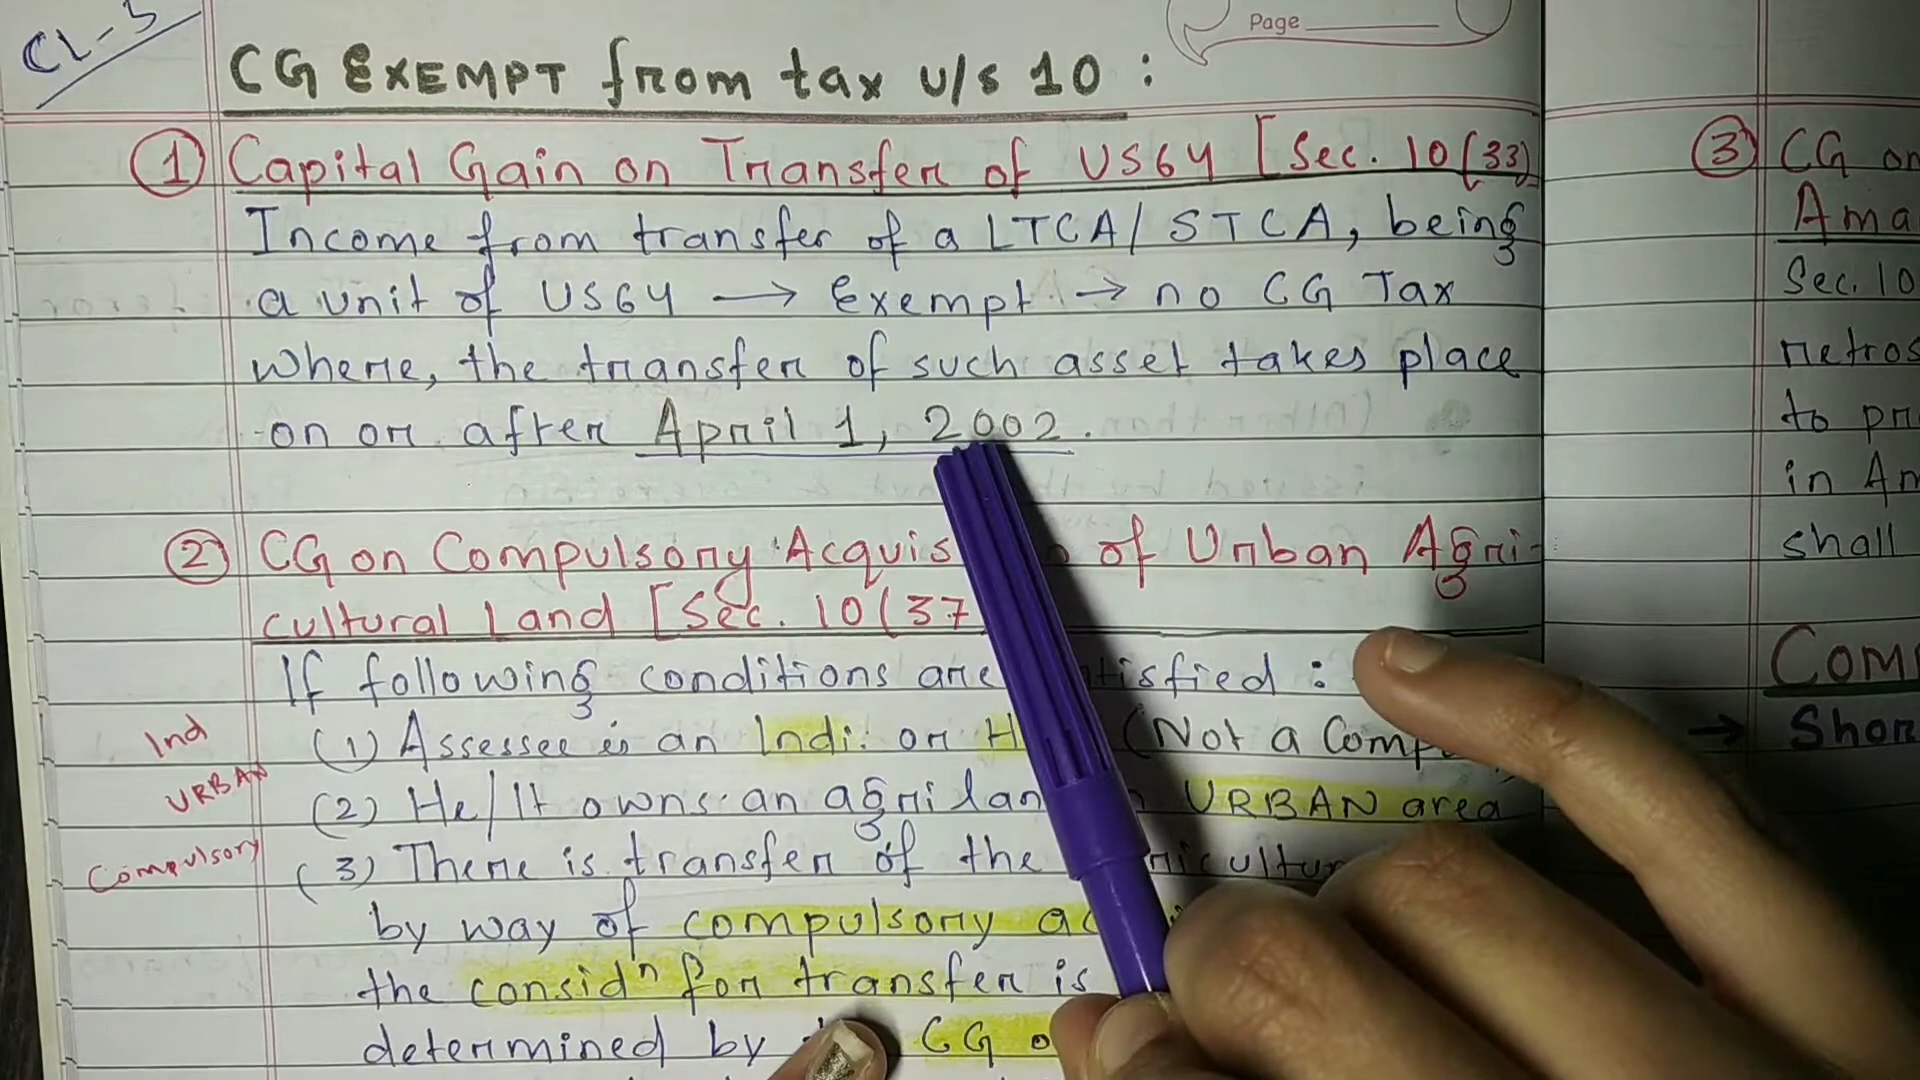 CL-5
Page
CG EXEMPT from tax u/s 10 :
① Capital Gain on Transfer of US64 [Sec. 10(33)
Income from transfer of a LTCA/ STCA, being
a unit of US64 → Exempt → no CG Tax
where, the transfer of such asset takes place
on or after April 1, 2002.
② CG on Compulsory Acquis of Urban Agri-
cultural Land [Sec. 10(37
If following conditions are tisfied :
Ind
(1) Assessee is an Indi. or H (Not a Comp
URBAN
(2) He/It owns an agri lan URBAN area
Compulsory
(3) There is transfer of the ricultur
by way of compulsory ac
the considⁿ for transfer is
determined by CG o
③ CG on
Ama
Sec. 10
retros
to pr
in Am
shall
Com
→ Shor